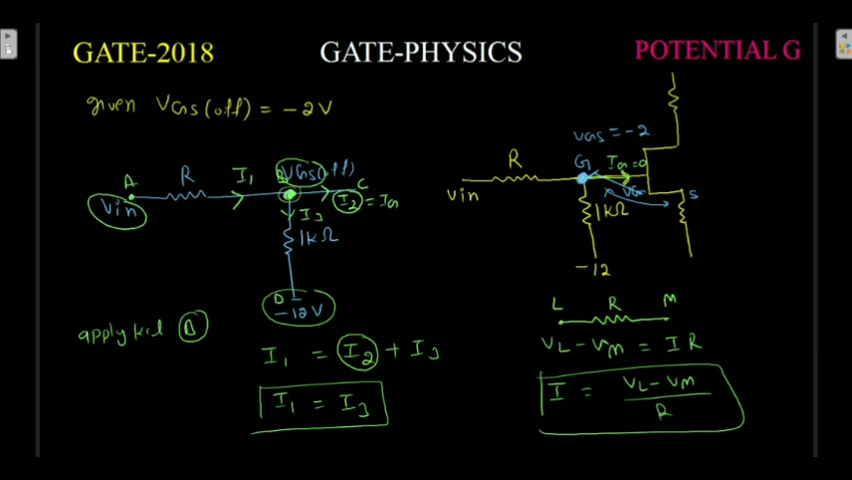 GATE-2018 GATE-PHYSICS POTENTIAL G
given VGS (off) = -2V
VGS = -2
A R I1 B VGS(off) C
Vin I2 = IG
I3
1kΩ
D
-12V
R G IG=0
Vin VGS S
1kΩ
-12
apply kcl B
I1 = I2 + I3
I1 = I3
L R M
VL - VM = I R
I = VL - VM / R